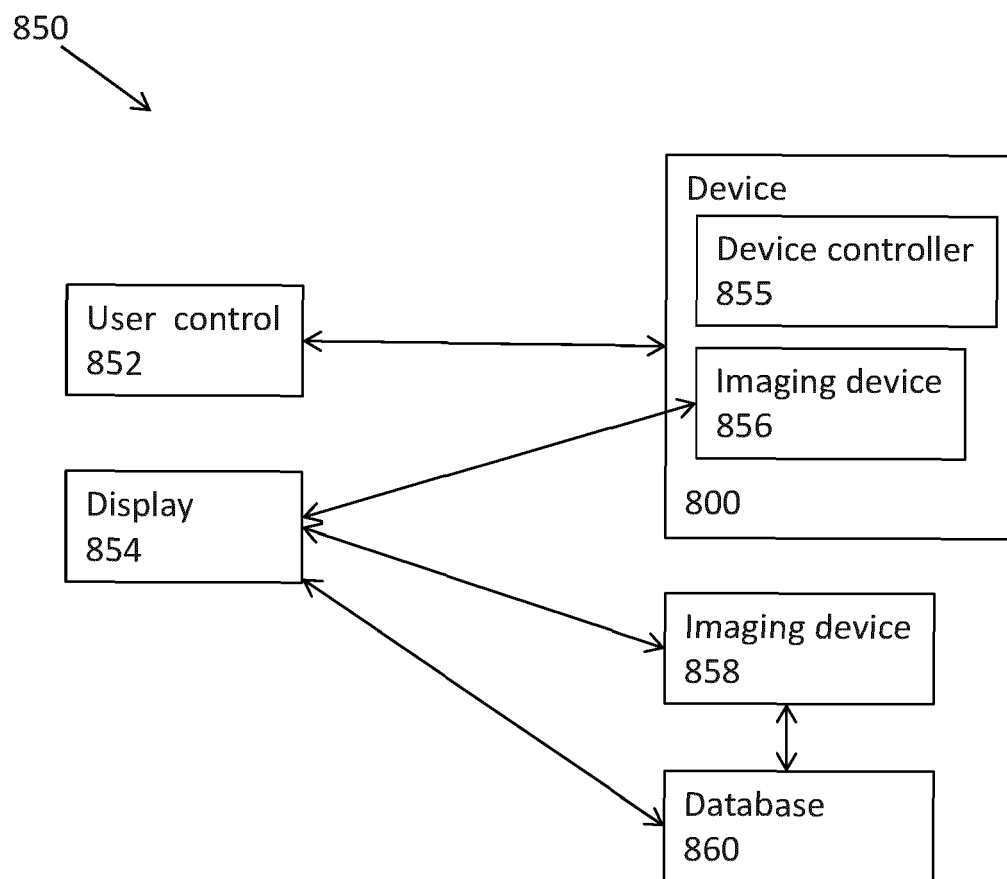 850
Device
Device controller
855
User control
852
Imaging device
856
Display
854
800
Imaging device
858
Database
860